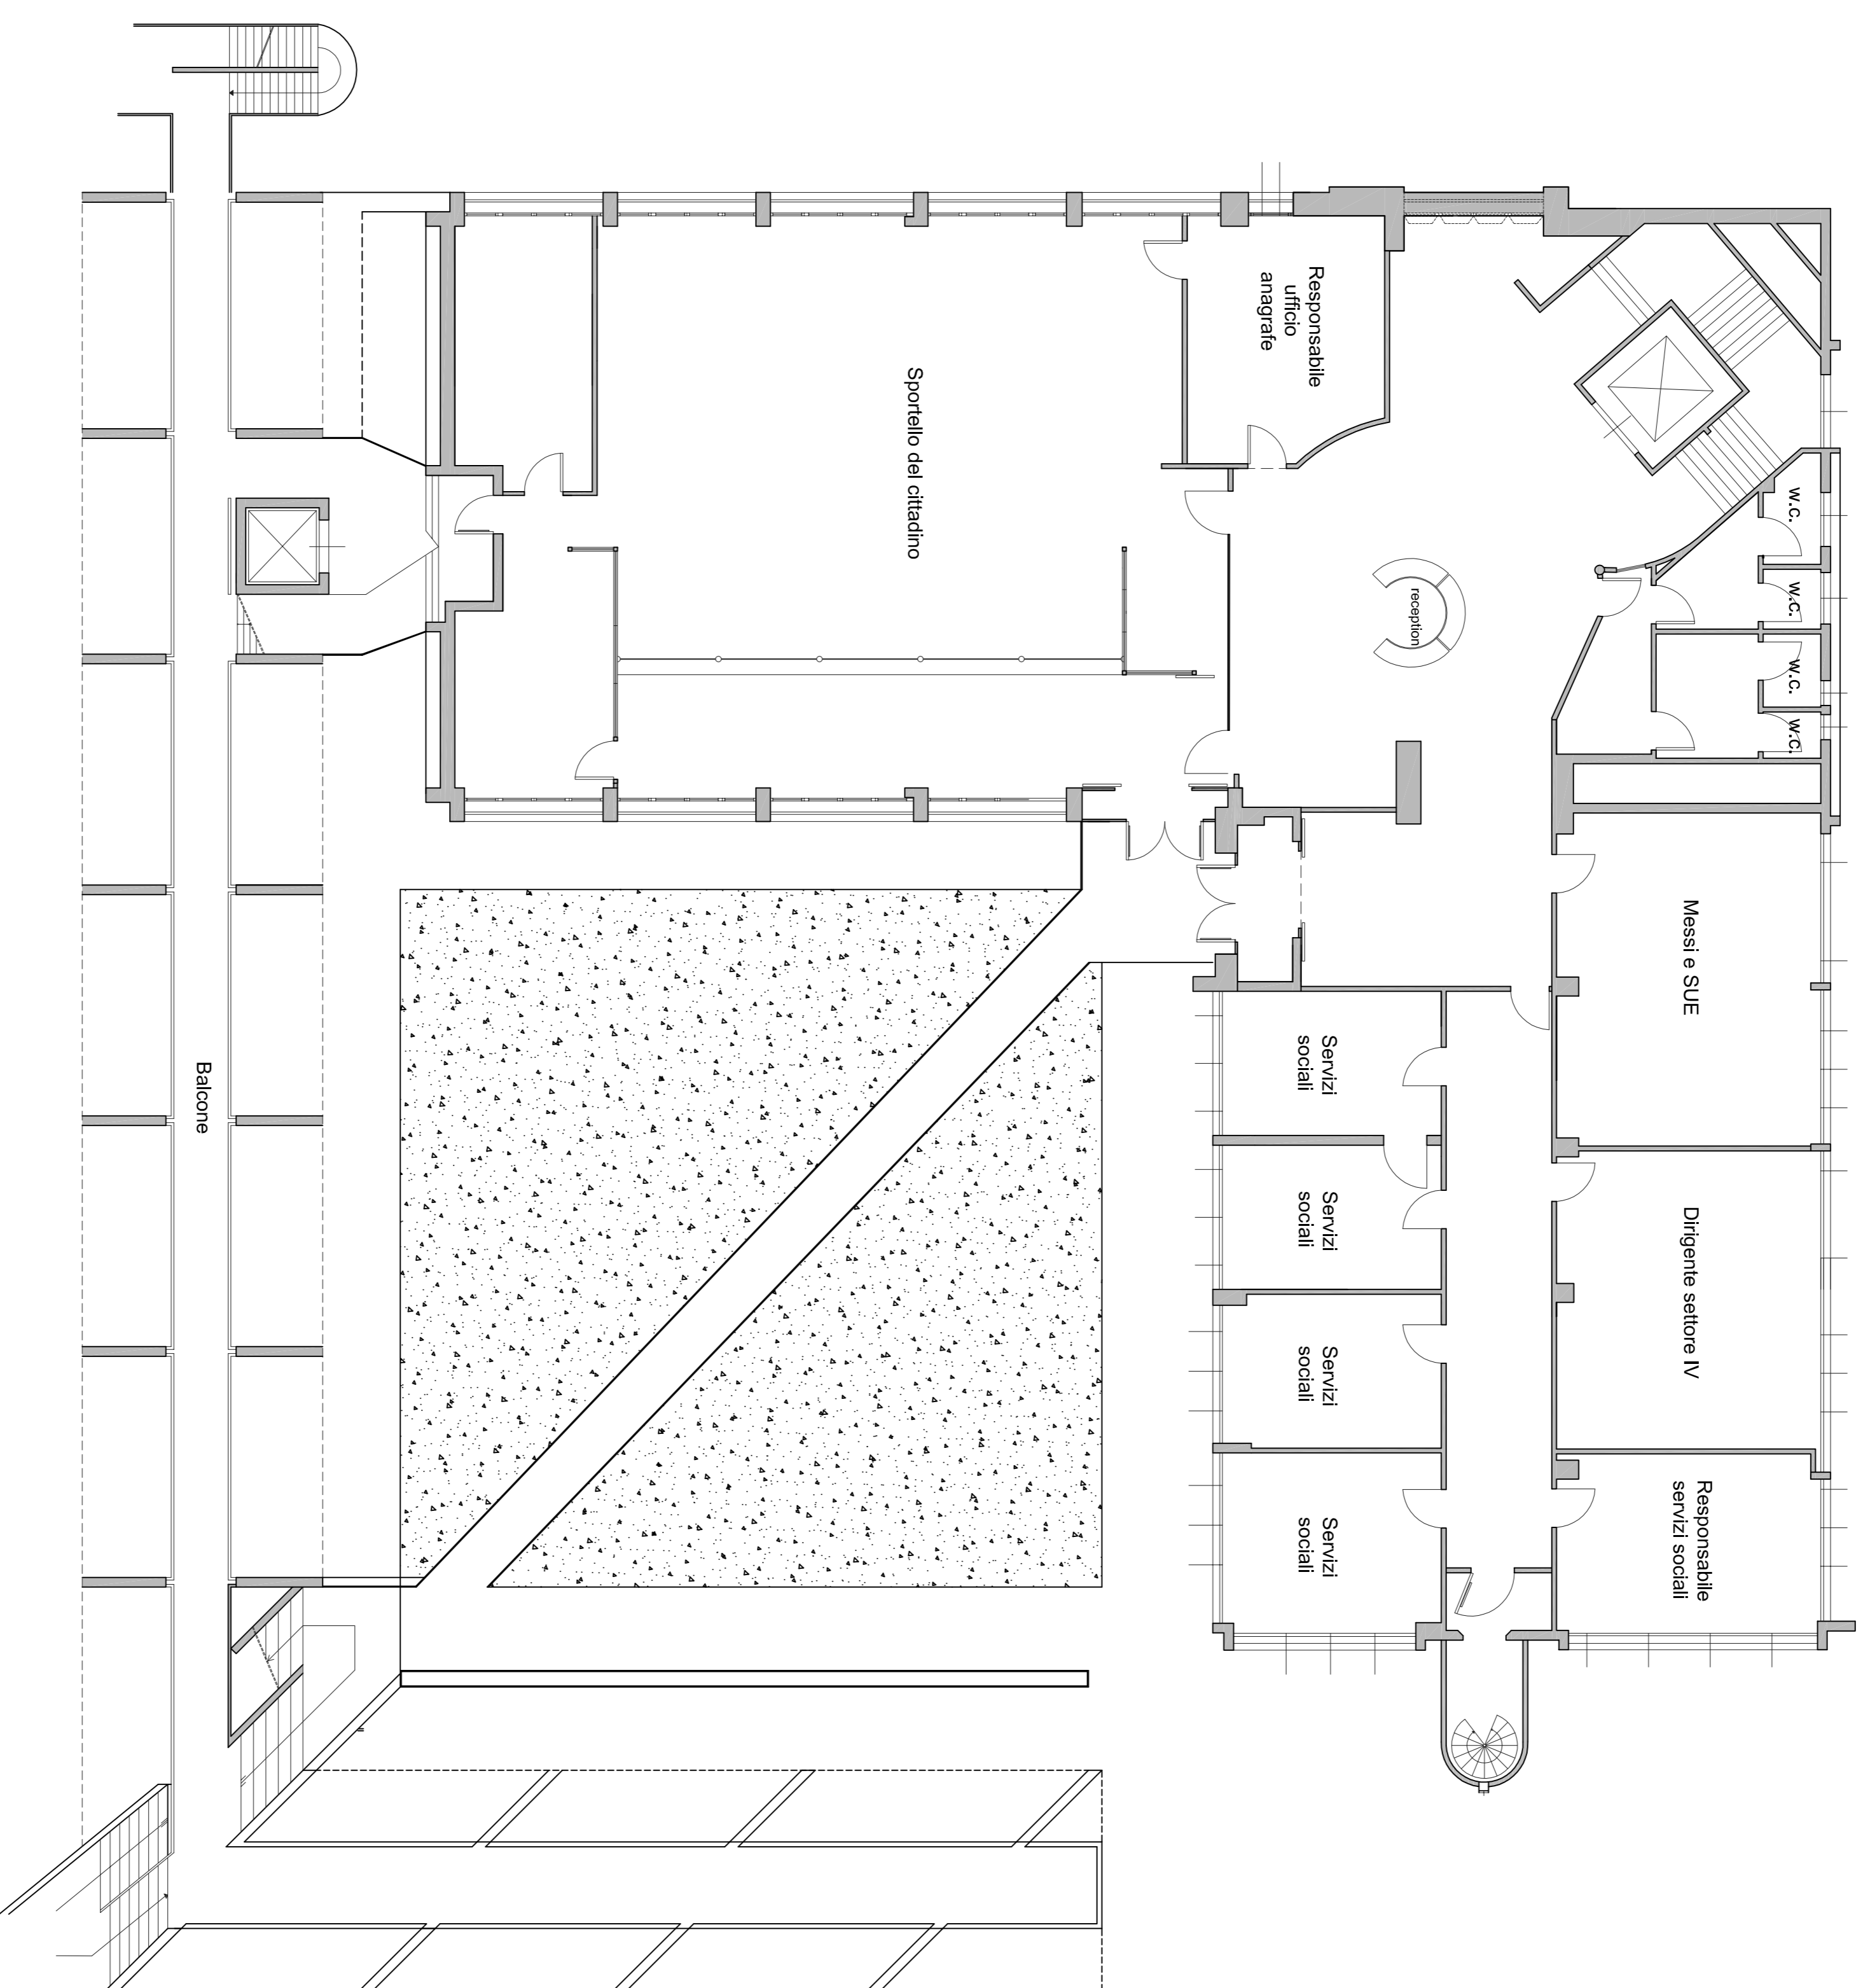 w.c.
w.c.
w.c.
w.c.
Messi e SUE
Dirigente settore IV
Responsabile
servizi sociali
reception
Responsabile
ufficio
anagrafe
Servizi
sociali
Servizi
sociali
Servizi
sociali
Servizi
sociali
Sportello del cittadino
Balcone